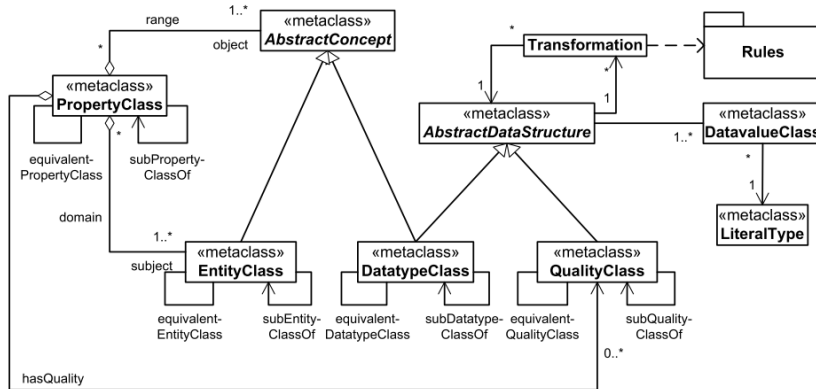 range
1..*
object
*
«metaclass»
AbstractConcept
*
Transformation
Rules
«metaclass»
PropertyClass
*
equivalent-
PropertyClass
subProperty-
ClassOf
1
1
*
«metaclass»
AbstractDataStructure
1..*
«metaclass»
DatavalueClass
*
1
«metaclass»
LiteralType
domain
1..*
subject
«metaclass»
EntityClass
equivalent-
EntityClass
subEntity-
ClassOf
«metaclass»
DatatypeClass
equivalent-
DatatypeClass
subDatatype-
ClassOf
«metaclass»
QualityClass
equivalent-
QualityClass
subQuality-
ClassOf
0..*
hasQuality